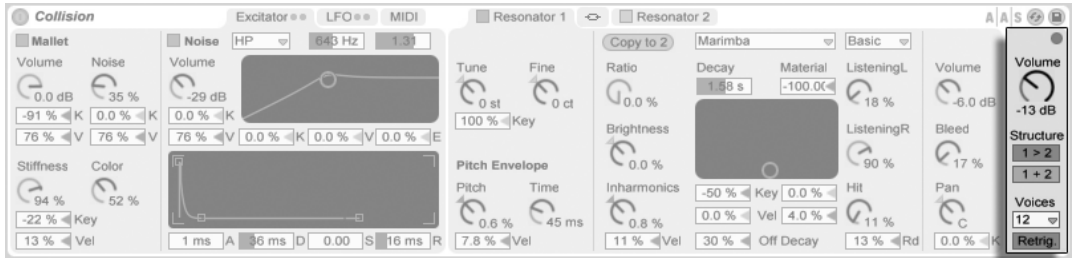 Collision Excitator LFO MIDI Resonator 1 Resonator 2 A A S
Mallet Noise HP 643 Hz 1.31 Copy to 2 Marimba Basic
Volume Noise Volume Tune Fine Ratio Decay Material ListeningL Volume Volume
0.0 dB 35 % -29 dB 0 st 0 ct 0.0 % 1.58 s -100.0 18 % -6.0 dB -13 dB
-91 % K 0.0 % K 0.0 % K 100 % Key
76 % V 76 % V 76 % V 0.0 % K 0.0 % V 0.0 % E Brightness ListeningR Bleed Structure
0.0 % 90 % 17 % 1 > 2
Stiffness Color Pitch Envelope 1 + 2
94 % 52 % Pitch Time Inharmonics -50 % Key 0.0 % Hit Pan Voices
-22 % Key 0.6 % 45 ms 0.8 % 0.0 % Vel 4.0 % 11 % C 12
13 % Vel 1 ms A 36 ms D 0.00 S 16 ms R 7.8 % Vel 11 % Vel 30 % Off Decay 13 % Rd 0.0 % K Retrig.